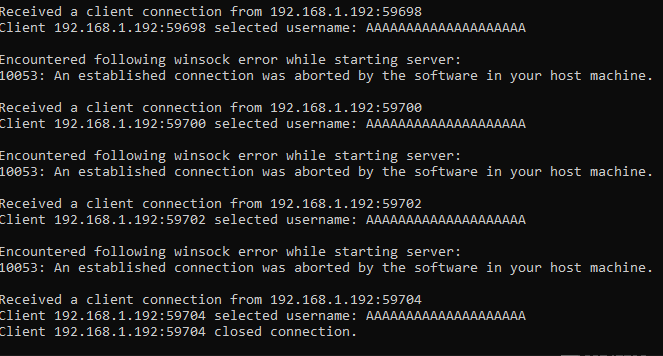 Received a client connection from 192.168.1.192:59698
Client 192.168.1.192:59698 selected username: AAAAAAAAAAAAAAAAAAAA
Encountered following winsock error while starting server:
10053: An established connection was aborted by the software in your host machine.
Received a client connection from 192.168.1.192:59700
Client 192.168.1.192:59700 selected username: AAAAAAAAAAAAAAAAAAAA
Encountered following winsock error while starting server:
10053: An established connection was aborted by the software in your host machine.
Received a client connection from 192.168.1.192:59702
Client 192.168.1.192:59702 selected username: AAAAAAAAAAAAAAAAAAAA
Encountered following winsock error while starting server:
10053: An established connection was aborted by the software in your host machine.
Received a client connection from 192.168.1.192:59704
Client 192.168.1.192:59704 selected username: AAAAAAAAAAAAAAAAAAAA
Client 192.168.1.192:59704 closed connection.